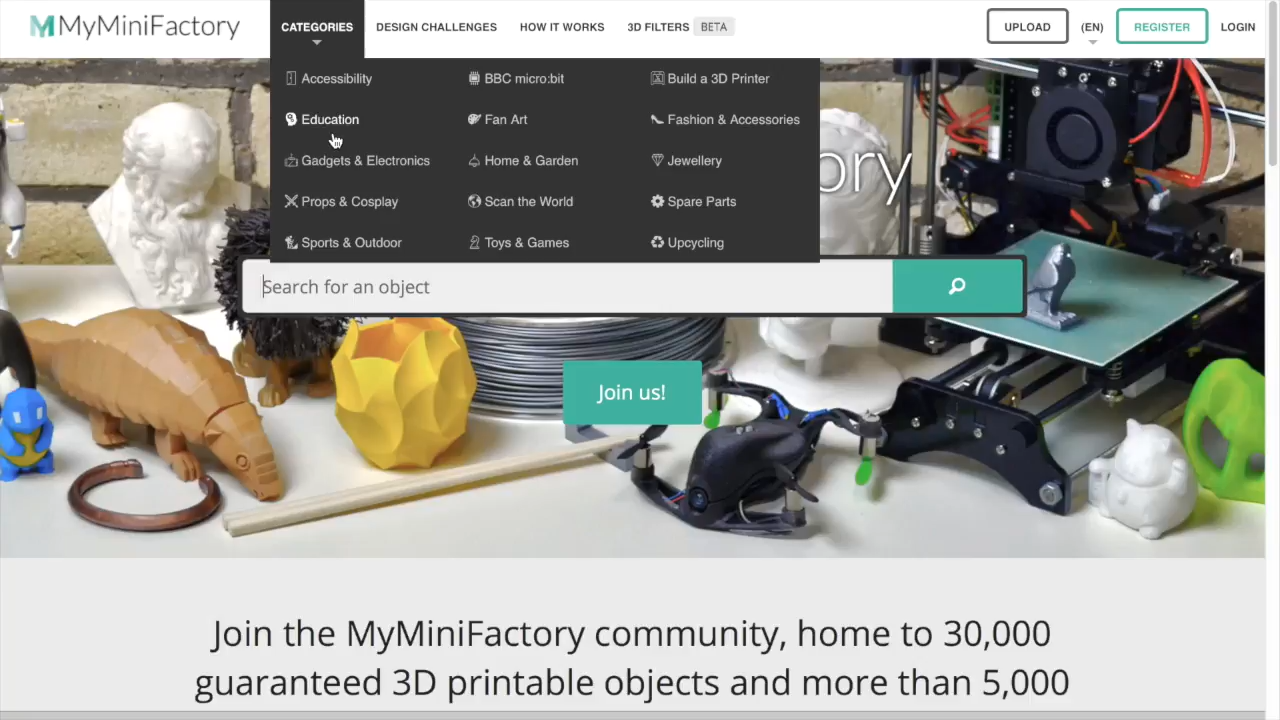 MyMiniFactory
CATEGORIES
DESIGN CHALLENGES
HOW IT WORKS
3D FILTERS BETA
UPLOAD
(EN)
REGISTER
LOGIN
Accessibility
BBC micro:bit
Build a 3D Printer
Education
Fan Art
Fashion & Accessories
Gadgets & Electronics
Home & Garden
Jewellery
Props & Cosplay
Scan the World
Spare Parts
Sports & Outdoor
Toys & Games
Upcycling
ory
Search for an object
Join us!
Join the MyMiniFactory community, home to 30,000
guaranteed 3D printable objects and more than 5,000